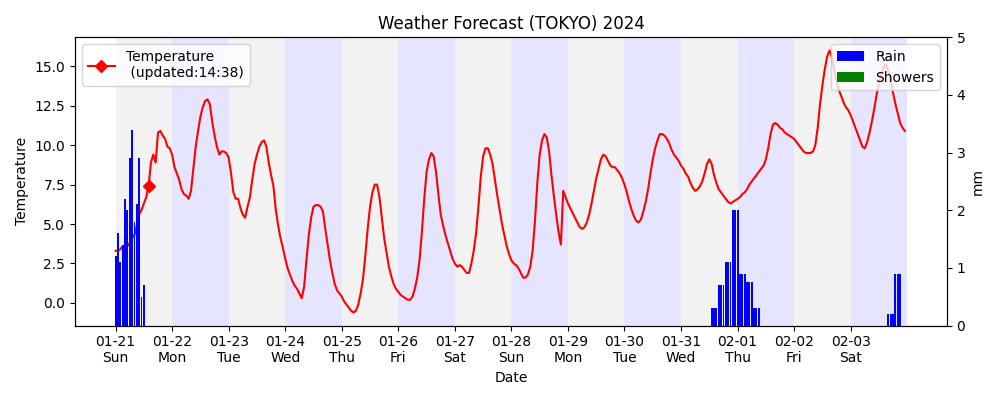 Weather Forecast (TOKYO) 2024
Temperature
(updated:14:38)
Rain
Showers
15.0
12.5
10.0
7.5
5.0
2.5
0.0
Temperature
5
4
3
2
1
0
mm
01-21 01-22 01-23 01-24 01-25 01-26 01-27 01-28 01-29 01-30 01-31 02-01 02-02 02-03
Sun Mon Tue Wed Thu Fri Sat Sun Mon Tue Wed Thu Fri Sat
Date